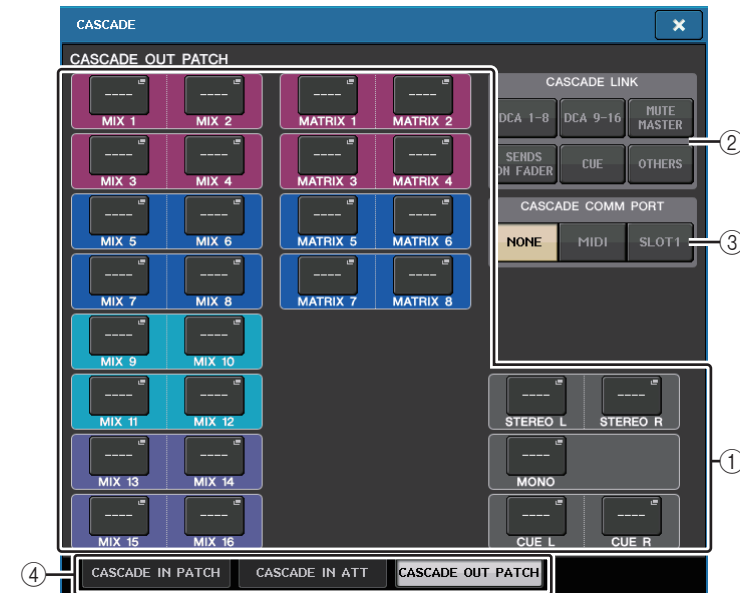 CASCADE
×
CASCADE OUT PATCH
---- ---- ---- ----
MIX 1 MIX 2 MATRIX 1 MATRIX 2
---- ---- ---- ----
MIX 3 MIX 4 MATRIX 3 MATRIX 4
---- ---- ---- ----
MIX 5 MIX 6 MATRIX 5 MATRIX 6
---- ---- ---- ----
MIX 7 MIX 8 MATRIX 7 MATRIX 8
---- ----
MIX 9 MIX 10
---- ----
MIX 11 MIX 12
---- ----
MIX 13 MIX 14
---- ----
MIX 15 MIX 16
CASCADE LINK
DCA 1-8 DCA 9-16 MUTE MASTER
SENDS ON FADER CUE OTHERS
②
CASCADE COMM PORT
NONE MIDI SLOT1
③
---- ----
STEREO L STEREO R
----
MONO
---- ----
CUE L CUE R
①
④
CASCADE IN PATCH CASCADE IN ATT CASCADE OUT PATCH